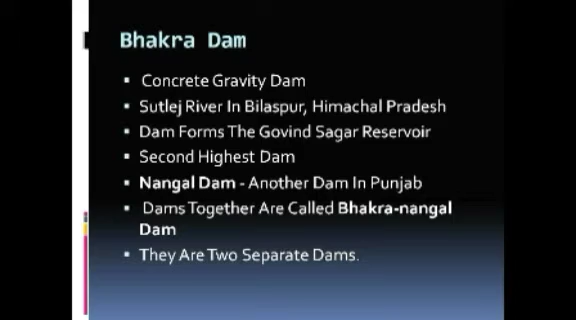 Bhakra Dam
Concrete Gravity Dam
Sutlej River In Bilaspur, Himachal Pradesh
Dam Forms The Govind Sagar Reservoir
Second Highest Dam
Nangal Dam - Another Dam In Punjab
Dams Together Are Called Bhakra-nangal
Dam
They Are Two Separate Dams.